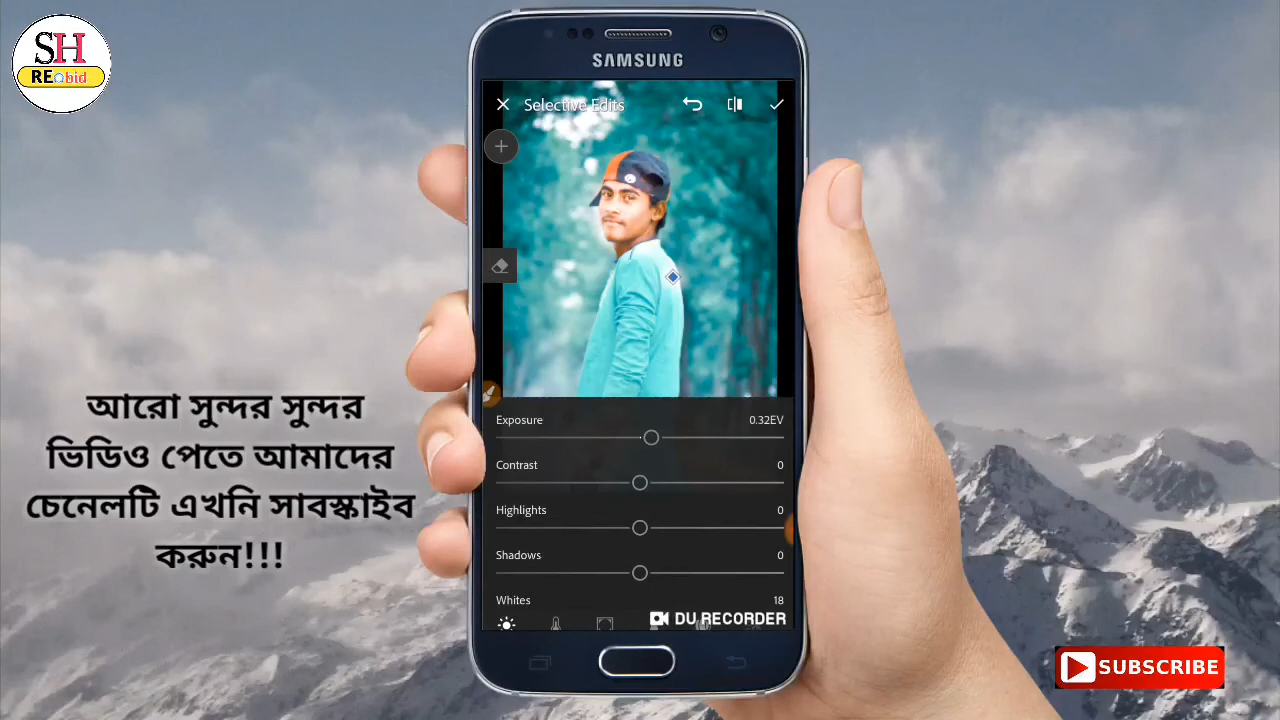 SH
REabid
SAMSUNG
Selective Edits
Exposure 0.32EV
Contrast 0
Highlights 0
Shadows 0
Whites 18
DU RECORDER
আরো সুন্দর সুন্দর
ভিডিও পেতে আমাদের
চেনেলটি এখনি সাবস্কাইব
করুন!!!
SUBSCRIBE